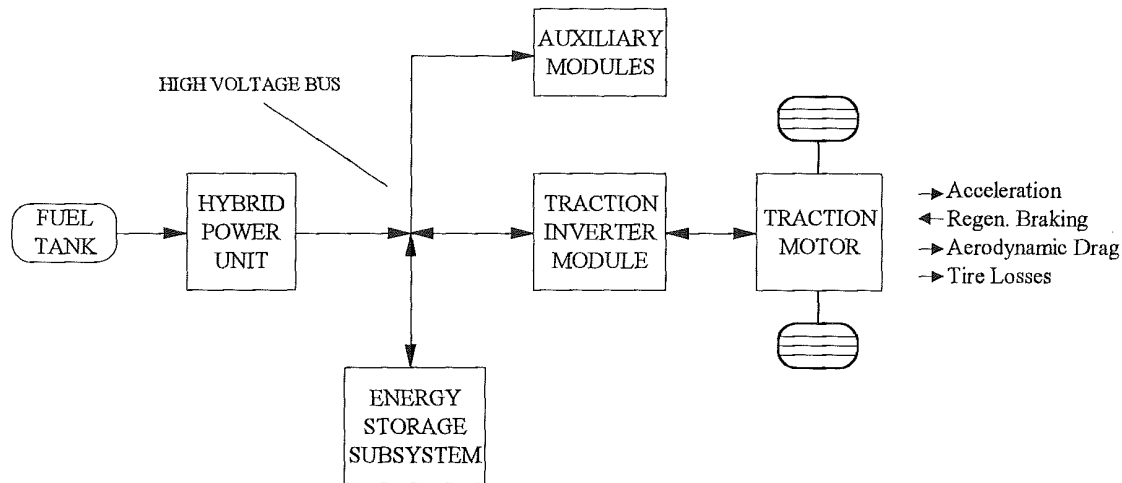 AUXILIARY
MODULES
HIGH VOLTAGE BUS
FUEL
TANK
HYBRID
POWER
UNIT
TRACTION
INVERTER
MODULE
TRACTION
MOTOR
Acceleration
Regen. Braking
Aerodynamic Drag
Tire Losses
ENERGY
STORAGE
SUBSYSTEM